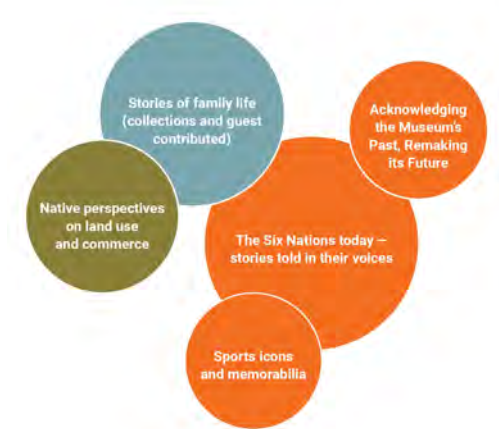 Stories of family life
(collections and guest
contributed)
Acknowledging
the Museum's
Past, Remaking
its Future
Native perspectives
on land use
and commerce
The Six Nations today —
stories told in their voices
Sports icons
and memorabilia